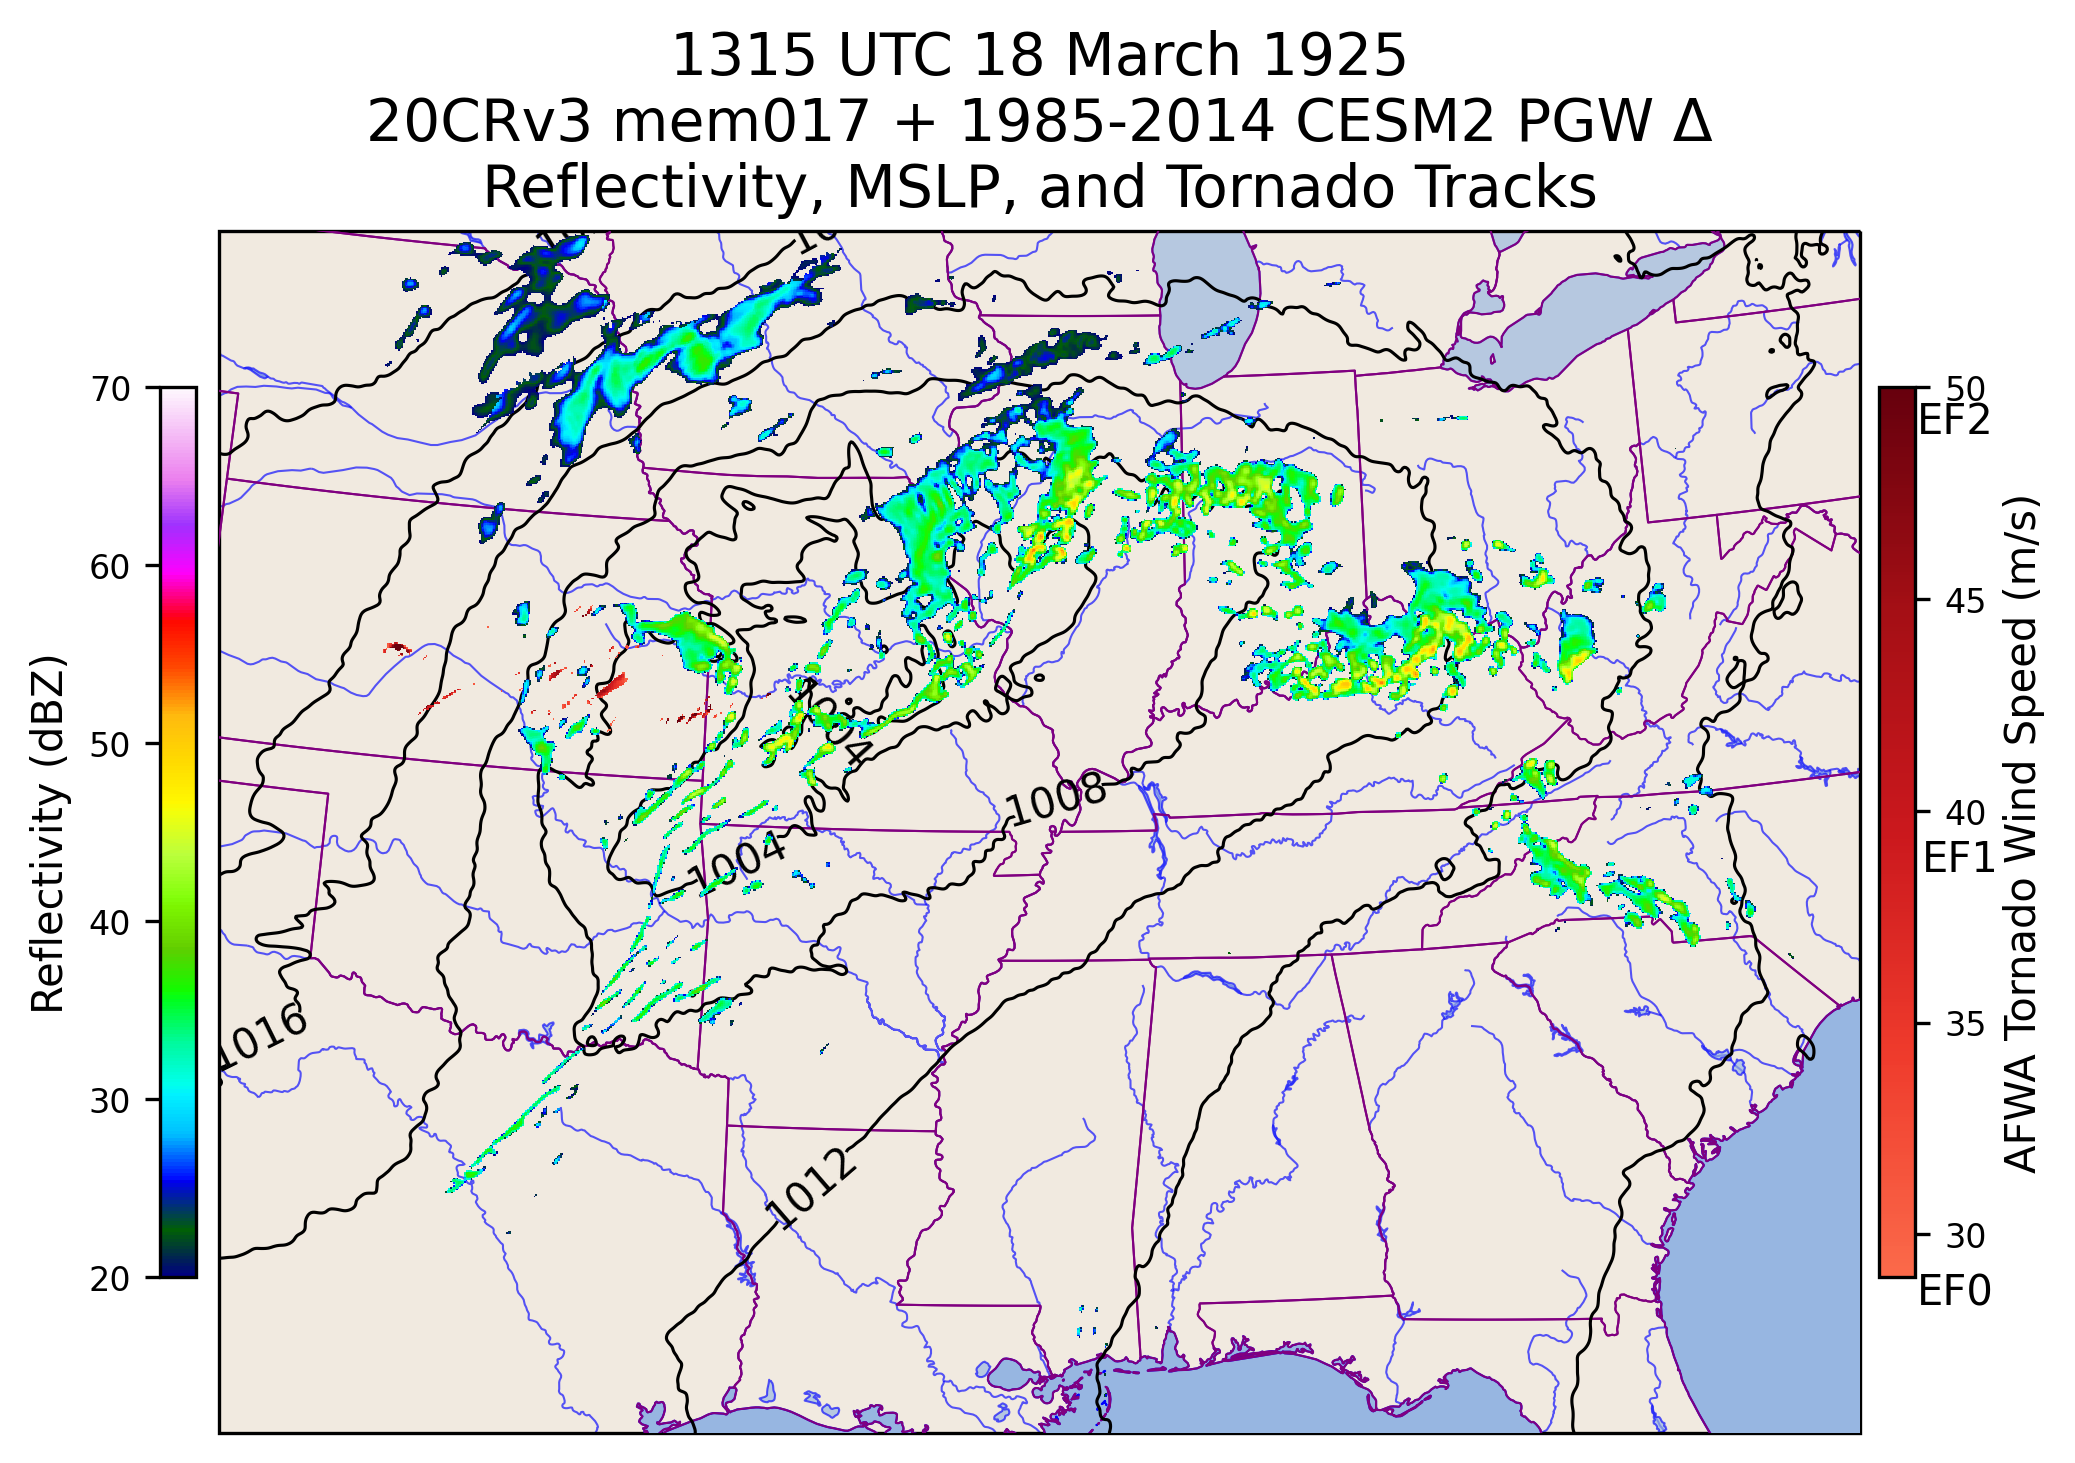 1315 UTC 18 March 1925
20CRv3 mem017 + 1985-2014 CESM2 PGW Δ
Reflectivity, MSLP, and Tornado Tracks
70
60
50
40
30
20
Reflectivity (dBZ)
1004
1008
1004
1016
1012
50
EF2
45
40
EF1
35
30
EF0
AFWA Tornado Wind Speed (m/s)